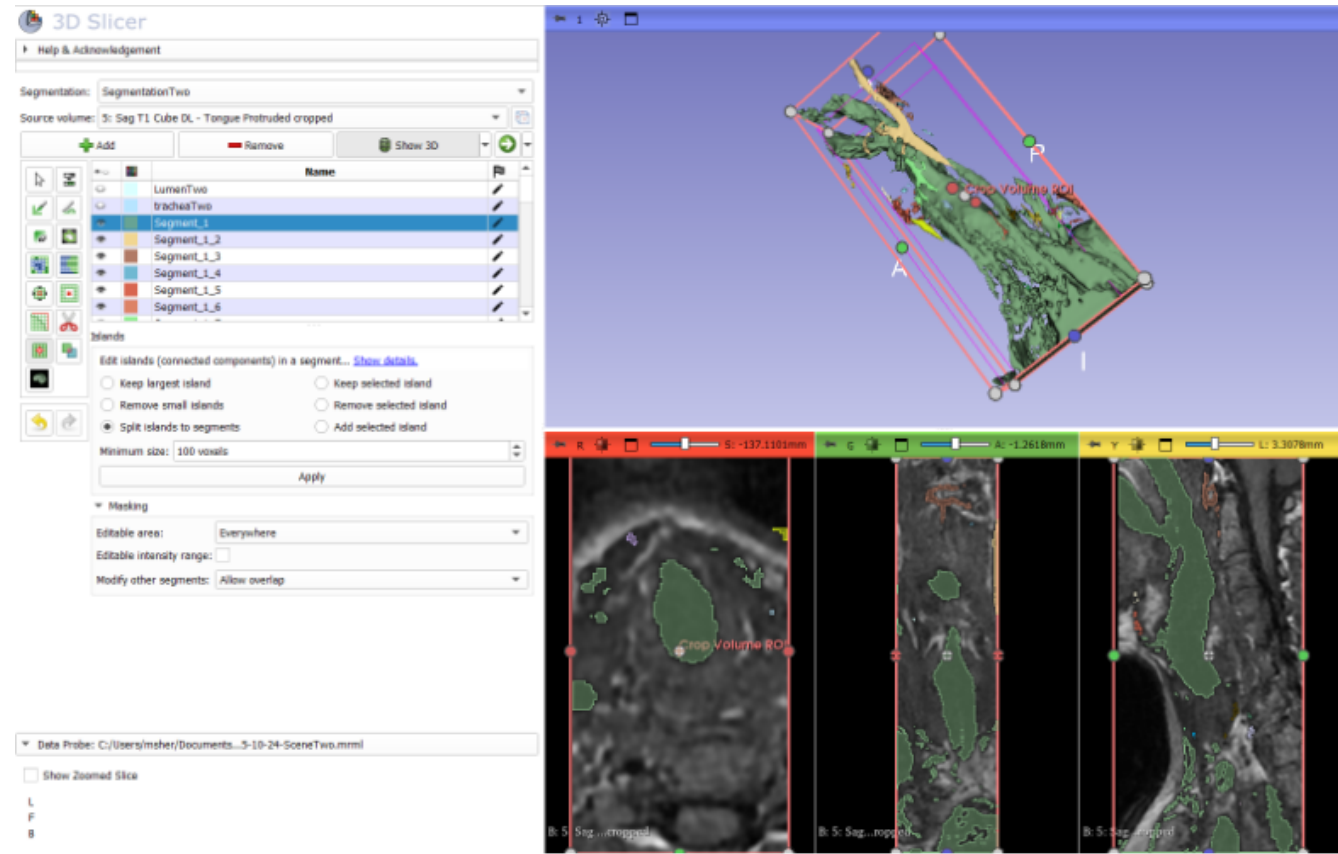 3D Slicer
Help & Acknowledgement
Segmentation: SegmentationTwo
Source volume: 5: Sag T1 Cube DL - Tongue Protruded cropped
Add Remove Show 3D
Name
LumenTwo
tracheaTwo
Segment_1
Segment_1_2
Segment_1_3
Segment_1_4
Segment_1_5
Segment_1_6
Islands
Edit islands (connected components) in a segment... Show details.
Keep largest island Keep selected island
Remove small islands Remove selected island
Split islands to segments Add selected island
Minimum size: 100 voxels
Apply
Masking
Editable area: Everywhere
Editable intensity range:
Modify other segments: Allow overlap
Data Probe: C:/Users/msher/Documents...5-10-24-SceneTwo.mrml
Show Zoomed Slice
L
F
B
1
P
Crop Volume ROI
A
I
R S: -137.1101mm
G A: -1.2618mm
Y L: 3.3078mm
Crop Volume ROI
B: 5: Sag ...cropped
B: 5: Sag...ropped
B: 5: Sag...ropped